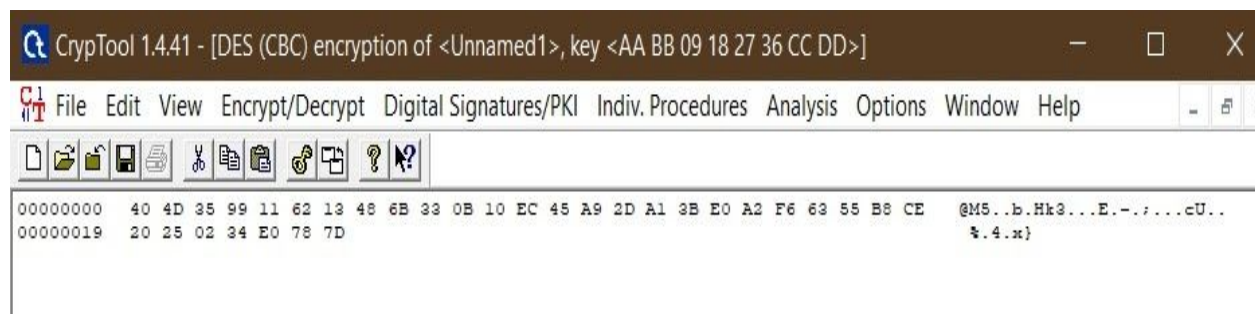 CrypTool 1.4.41 - [DES (CBC) encryption of <Unnamed1>, key <AA BB 09 18 27 36 CC DD>]
File Edit View Encrypt/Decrypt Digital Signatures/PKI Indiv. Procedures Analysis Options Window Help
00000000 40 4D 35 99 11 62 13 48 6B 33 0B 10 EC 45 A9 2D A1 3B E0 A2 F6 63 55 B8 CE @M5..b.Hk3...E.-.;...cU..
00000019 20 25 02 34 E0 78 7D %.4.x}